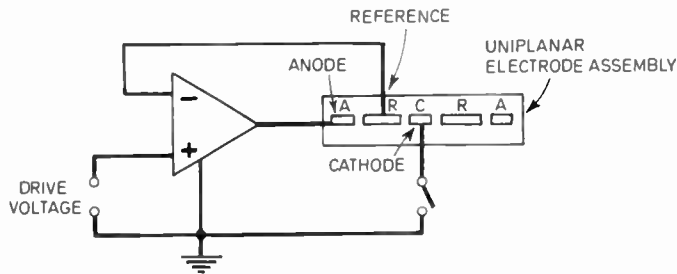 REFERENCE
UNIPLANAR
ELECTRODE ASSEMBLY
ANODE
A R C R A
−
+
CATHODE
DRIVE
VOLTAGE